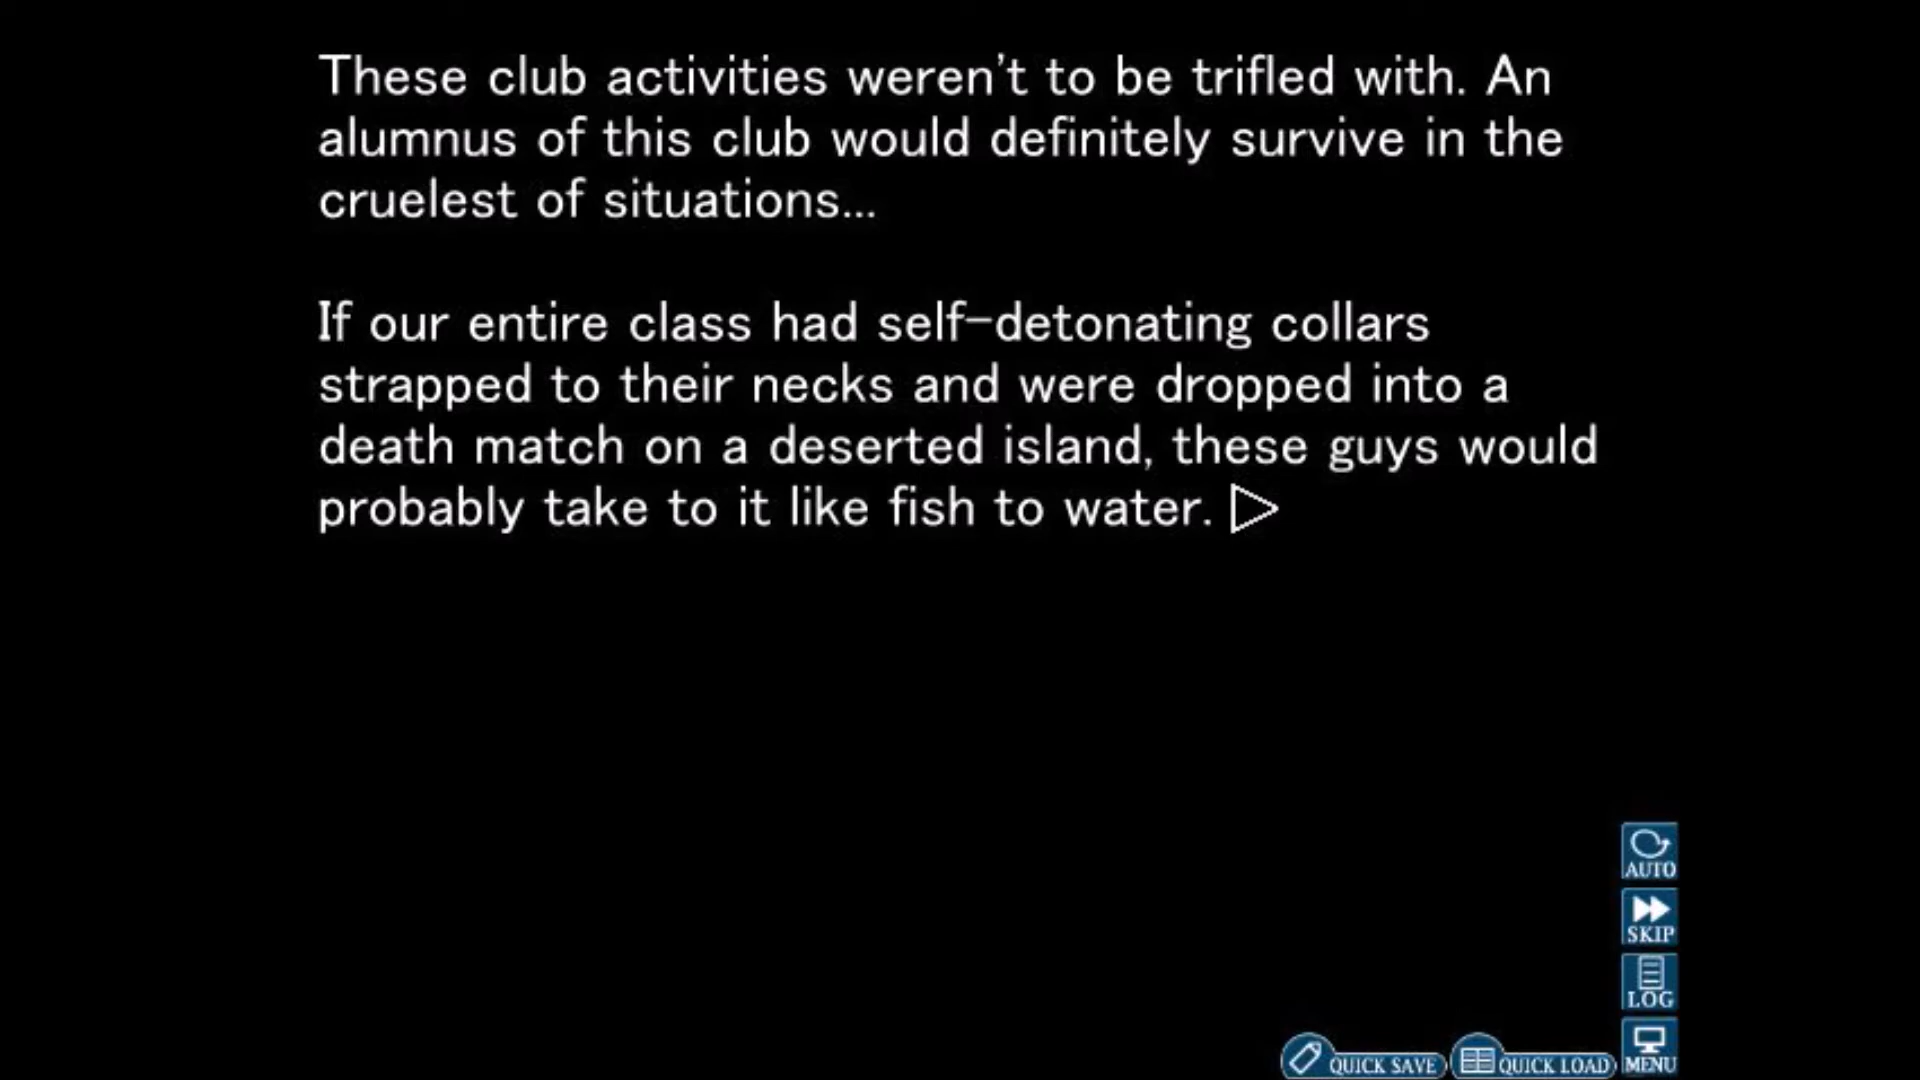 These club activities weren't to be trifled with. An
alumnus of this club would definitely survive in the
cruelest of situations...
If our entire class had self-detonating collars
strapped to their necks and were dropped into a
death match on a deserted island, these guys would
probably take to it like fish to water.
AUTO
SKIP
LOG
MENU
QUICK SAVE
QUICK LOAD